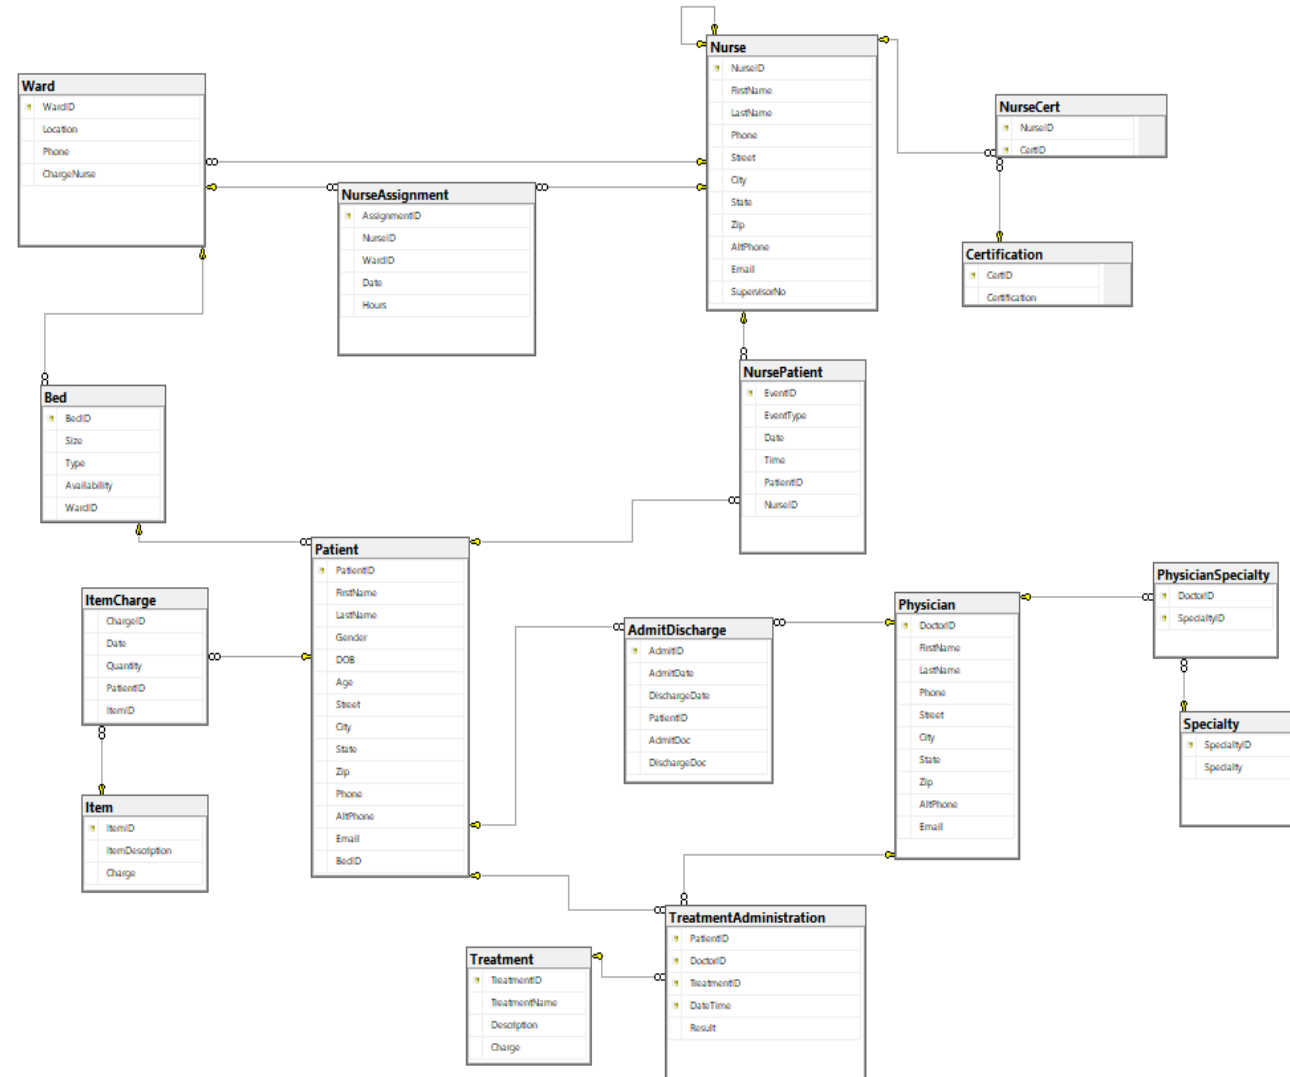 Nurse
NurseID
FirstName
LastName
Phone
Street
City
State
Zip
AltPhone
Email
SupervisorNo
Ward
WardID
Location
Phone
ChargeNurse
NurseCert
NurseID
CertID
NurseAssignment
AssignmentID
NurseID
WardID
Date
Hours
Certification
CertID
Certification
NursePatient
EventID
EventType
Date
Time
PatientID
NurseID
Bed
BedID
Size
Type
Availability
WardID
Patient
PatientID
FirstName
LastName
Gender
DOB
Age
Street
City
State
Zip
Phone
AltPhone
Email
BedID
PhysicianSpecialty
DoctorID
SpecialtyID
ItemCharge
ChargeID
Date
Quantity
PatientID
ItemID
Physician
DoctorID
FirstName
LastName
Phone
Street
City
State
Zip
AltPhone
Email
AdmitDischarge
AdmitID
AdmitDate
DischargeDate
PatientID
AdmitDoc
DischargeDoc
Specialty
SpecialtyID
Specialty
Item
ItemID
ItemDescription
Charge
TreatmentAdministration
PatientID
DoctorID
TreatmentID
DateTime
Result
Treatment
TreatmentID
TreatmentName
Description
Charge